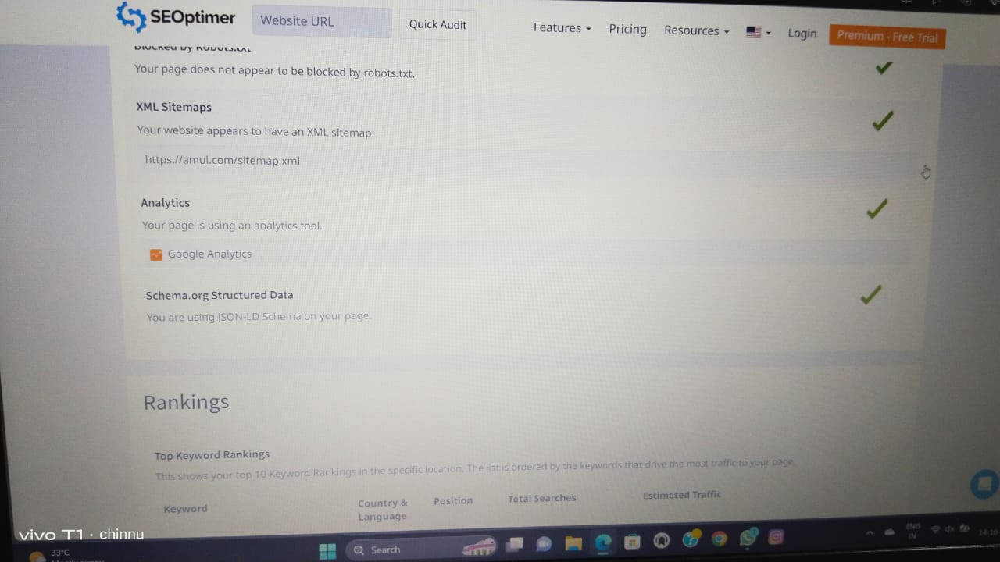 SEOptimer
Website URL
Quick Audit
Features
Pricing
Resources
Login
Premium - Free Trial
Blocked by Robots.txt
Your page does not appear to be blocked by robots.txt.
XML Sitemaps
Your website appears to have an XML sitemap.
https://amul.com/sitemap.xml
Analytics
Your page is using an analytics tool.
Google Analytics
Schema.org Structured Data
You are using JSON-LD Schema on your page.
Rankings
Top Keyword Rankings
This shows your top 10 Keyword Rankings in the specific location. The list is ordered by the keywords that drive the most traffic to your page.
Keyword
Country & Language
Position
Total Searches
Estimated Traffic
vivo T1 · chinnu
33°C
Search
ENG
IN